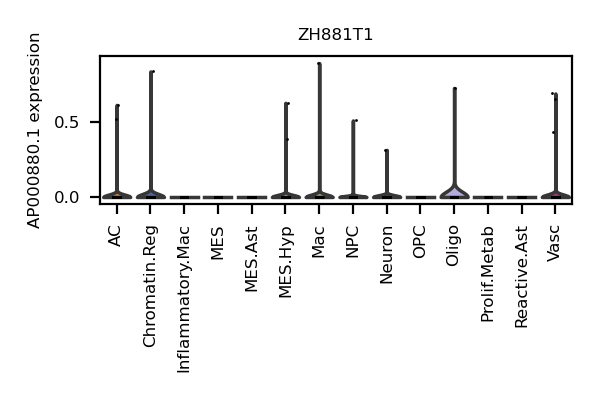 ZH881T1
AP000880.1 expression
0.5
0.0
AC
Chromatin.Reg
Inflammatory.Mac
MES
MES.Ast
MES.Hyp
Mac
NPC
Neuron
OPC
Oligo
Prolif.Metab
Reactive.Ast
Vasc